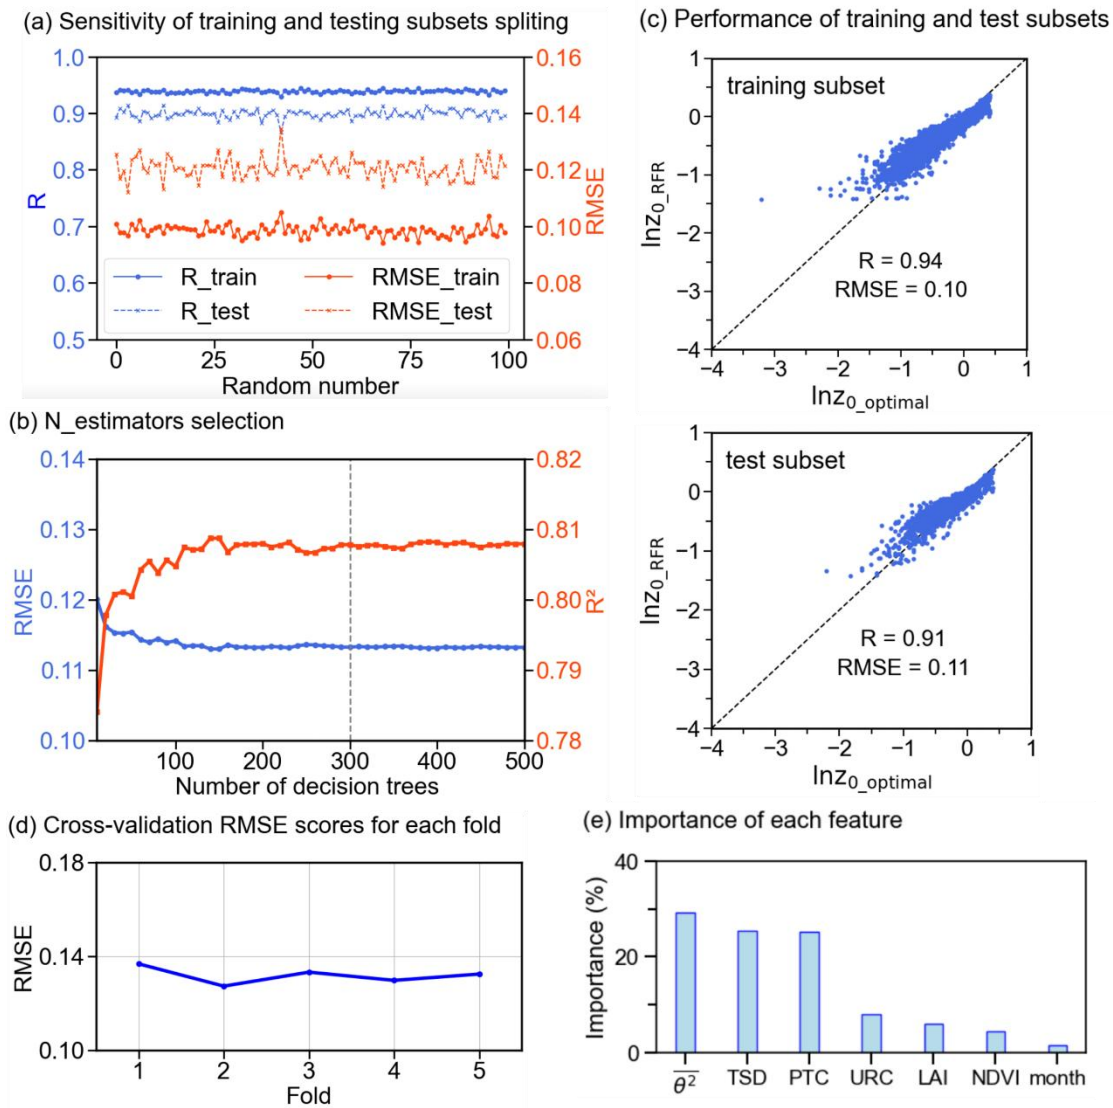 (a) Sensitivity of training and testing subsets spliting
1.0
0.9
0.8
0.7
0.6
0.5
R
0.16
0.14
0.12
0.10
0.08
0.06
RMSE
R_train
RMSE_train
R_test
RMSE_test
0 25 50 75 100
Random number
(c) Performance of training and test subsets
training subset
1
0
−1
−2
−3
−4
lnz0_RFR
R = 0.94
RMSE = 0.10
−4 −3 −2 −1 0 1
lnz0_optimal
(b) N_estimators selection
0.14
0.13
0.12
0.11
0.10
RMSE
0.82
0.81
0.80
0.79
0.78
R²
100 200 300 400 500
Number of decision trees
test subset
1
0
−1
−2
−3
−4
lnz0_RFR
R = 0.91
RMSE = 0.11
−4 −3 −2 −1 0 1
lnz0_optimal
(d) Cross-validation RMSE scores for each fold
0.18
0.14
0.10
RMSE
1 2 3 4 5
Fold
(e) Importance of each feature
40
20
0
Importance (%)
θ² TSD PTC URC LAI NDVI month